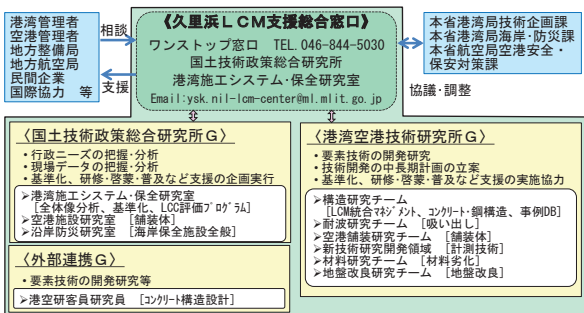 港湾管理者
空港管理者
地方整備局
地方航空局
民間企業
国際協力 等
相談
支援
《久里浜LCM支援総合窓口》
ワンストップ窓口 TEL.046-844-5030
国土技術政策総合研究所
港湾施工システム・保全研究室
Email:ysk.nil-lcm-center@ml.mlit.go.jp
本省港湾局技術企画課
本省港湾局海岸・防災課
本省航空局空港安全・
保安対策課
協議・調整
〈国土技術政策総合研究所G〉
・行政ニーズの把握・分析
・現場データの把握・分析
・基準化、研修・啓蒙・普及など支援の企画実行
➢港湾施工システム・保全研究室
[全体像分析、基準化、LCC評価プログラム]
➢空港施設研究室 [舗装体]
➢沿岸防災研究室 [海岸保全施設全般]
〈外部連携G〉
・要素技術の開発研究等
➢港空研客員研究員 [コンクリート構造設計]
〈港湾空港技術研究所G〉
・要素技術の開発研究
・技術開発の中長期計画の立案
・基準化、研修・啓蒙・普及など支援の実施協力
➢構造研究チーム
[LCM統合マネジメント、コンクリート・鋼構造、事例DB]
➢耐波研究チーム [吸い出し]
➢空港舗装研究チーム [舗装体]
➢新技術研究開発領域 [計測技術]
➢材料研究チーム [材料劣化]
➢地盤改良研究チーム [地盤改良]